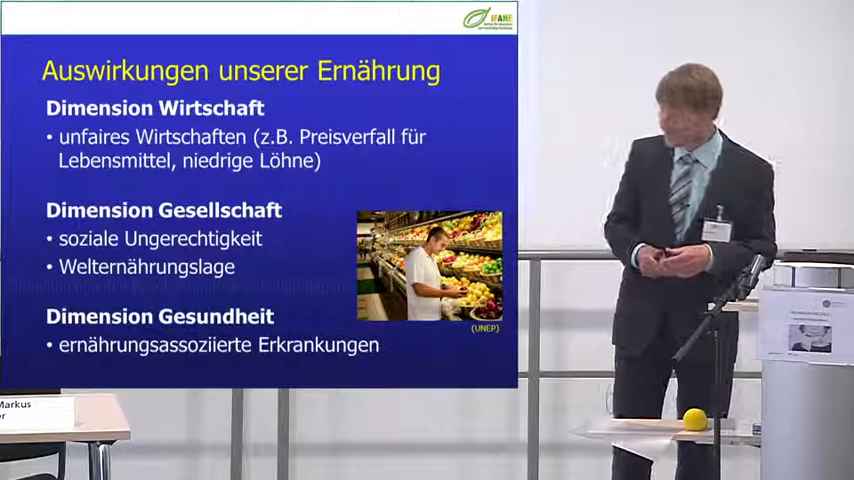 IFANE
Auswirkungen unserer Ernährung
Dimension Wirtschaft
• unfaires Wirtschaften (z.B. Preisverfall für
Lebensmittel, niedrige Löhne)
Dimension Gesellschaft
• soziale Ungerechtigkeit
• Welternährungslage
(UNEP)
Dimension Gesundheit
• ernährungsassoziierte Erkrankungen
Markus
er